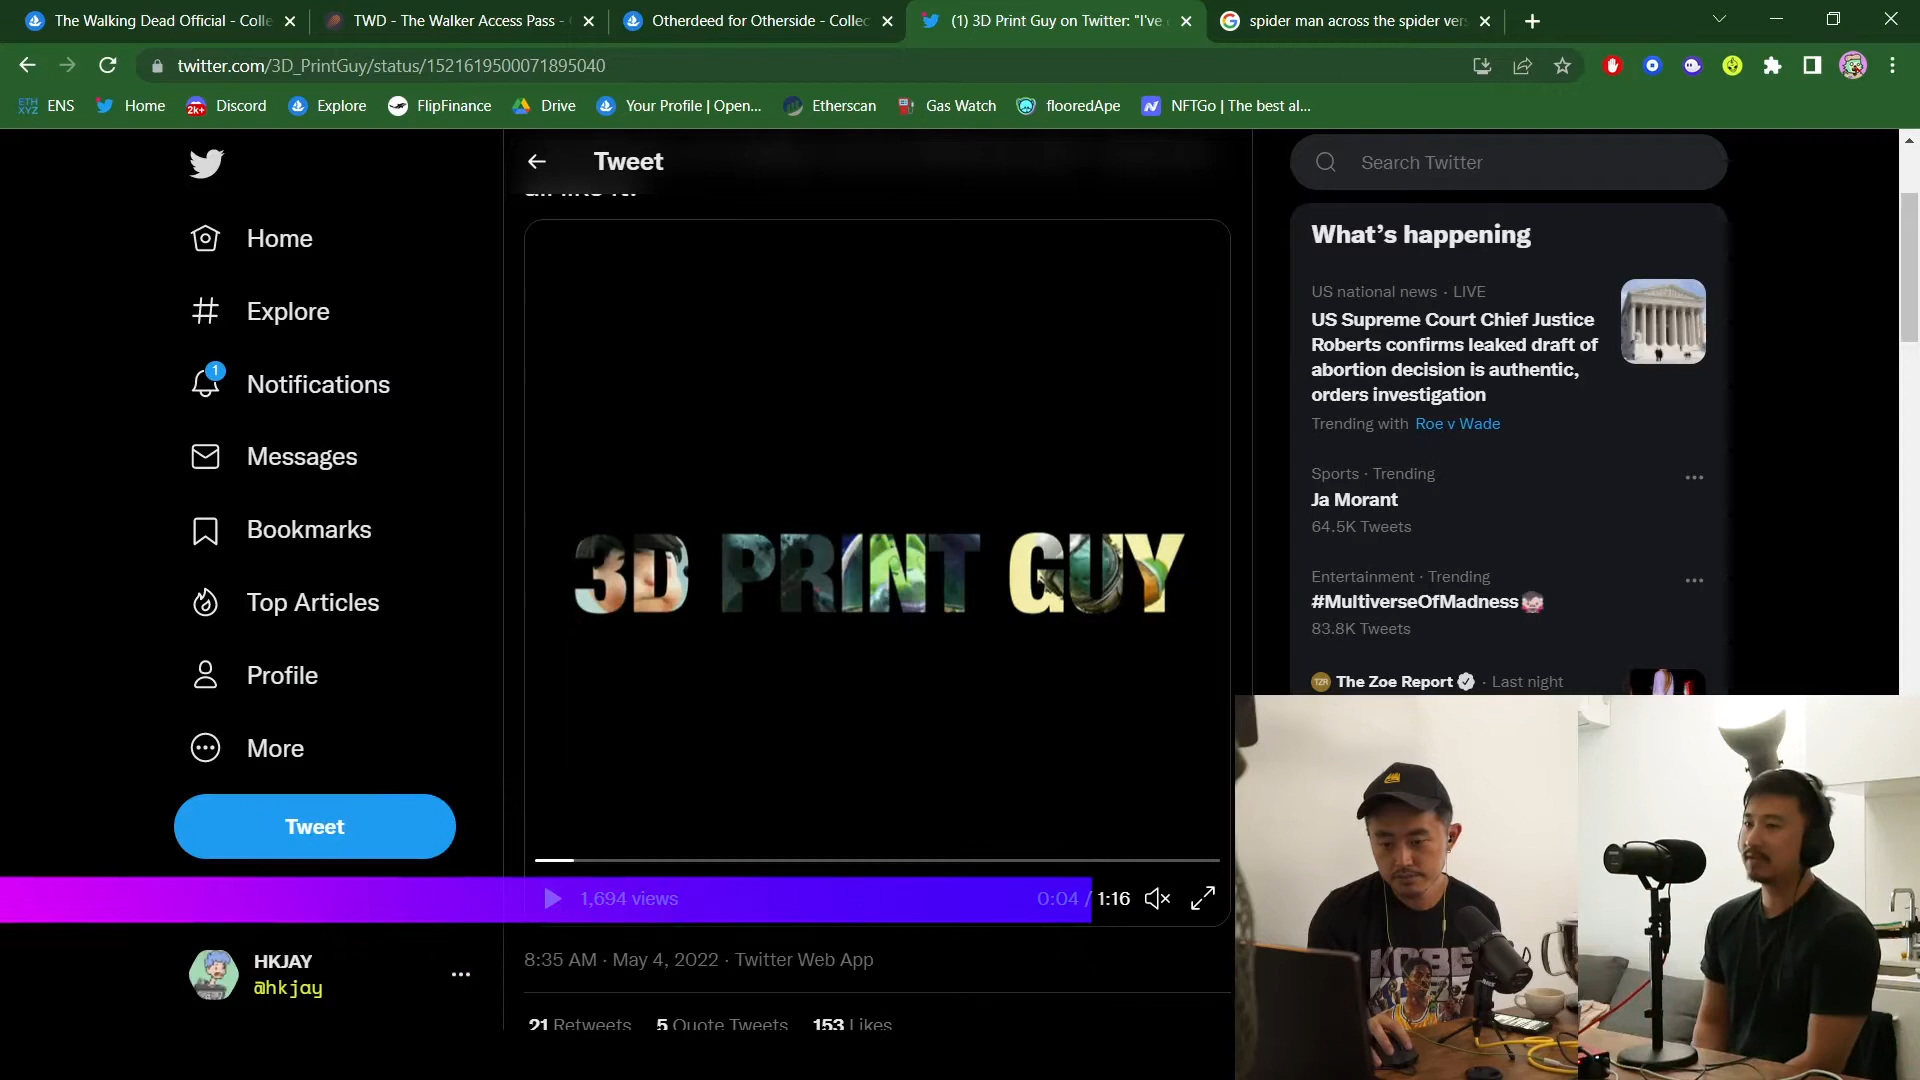 The Walking Dead Official - Colle
TWD - The Walker Access Pass -
Otherdeed for Otherside - Collec
(1) 3D Print Guy on Twitter: "I've
spider man across the spider ver
twitter.com/3D_PrintGuy/status/1521619500071895040
ETH XYZ ENS
Home
2K+ Discord
Explore
FlipFinance
Drive
Your Profile | Open...
Etherscan
Gas Watch
flooredApe
NFTGo | The best al...
Tweet
Search Twitter
Home
Explore
1
Notifications
Messages
Bookmarks
Top Articles
Profile
More
Tweet
HKJAY
@hkjay
3D PRINT GUY
1,694 views
0:04 / 1:16
8:35 AM · May 4, 2022 · Twitter Web App
21 Retweets 5 Quote Tweets 153 Likes
What's happening
US national news · LIVE
US Supreme Court Chief Justice
Roberts confirms leaked draft of
abortion decision is authentic,
orders investigation
Trending with Roe v Wade
Sports · Trending
Ja Morant
64.5K Tweets
Entertainment · Trending
#MultiverseOfMadness
83.8K Tweets
TZR The Zoe Report · Last night
KOBE